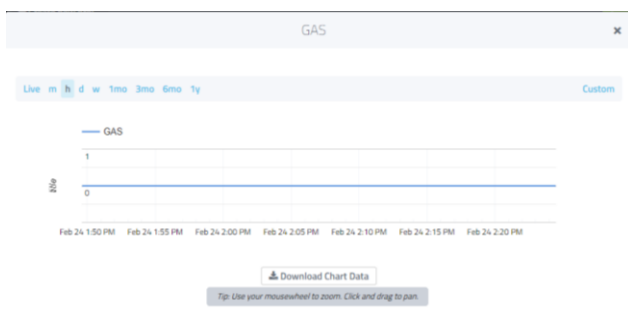 GAS
Live m h d w 1mo 3mo 6mo 1y Custom
GAS
1
0
Feb 24 1:50 PM Feb 24 1:55 PM Feb 24 2:00 PM Feb 24 2:05 PM Feb 24 2:10 PM Feb 24 2:15 PM Feb 24 2:20 PM
Download Chart Data
Tip: Use your mousewheel to zoom. Click and drag to pan.